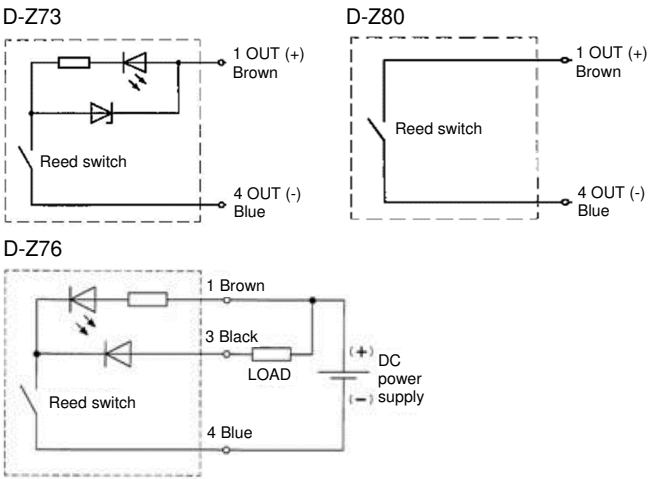 D-Z73
1 OUT (+)
Brown
Reed switch
4 OUT (-)
Blue
D-Z80
1 OUT (+)
Brown
Reed switch
4 OUT (-)
Blue
D-Z76
1 Brown
3 Black
LOAD
(+)
DC
power
supply
(-)
Reed switch
4 Blue